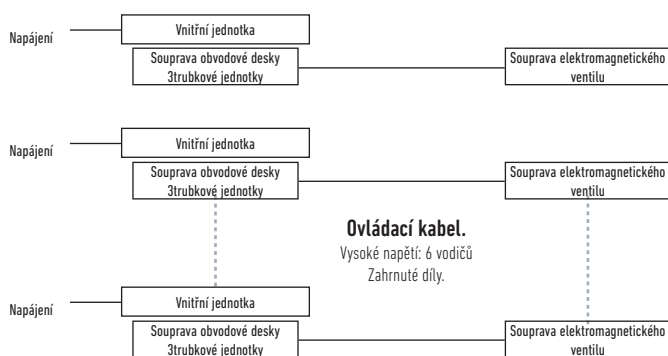 Napájení
Vnitřní jednotka
Souprava obvodové desky
3trubkové jednotky
Souprava elektromagnetického
ventilu
Napájení
Vnitřní jednotka
Souprava obvodové desky
3trubkové jednotky
Souprava elektromagnetického
ventilu
Ovládací kabel.
Vysoké napětí: 6 vodičů
Zahrnuté díly.
Napájení
Vnitřní jednotka
Souprava obvodové desky
3trubkové jednotky
Souprava elektromagnetického
ventilu